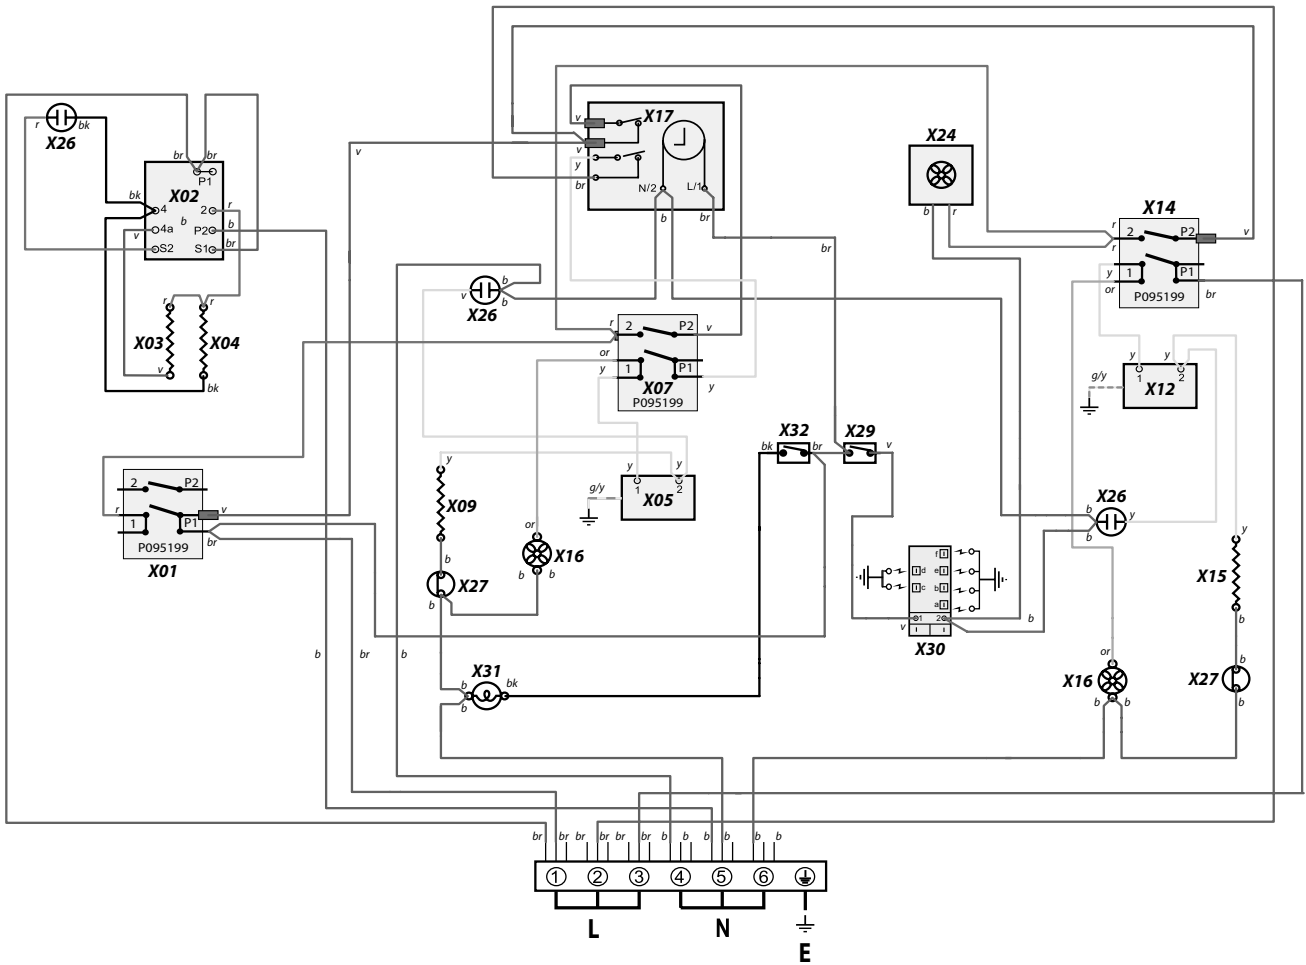 X26
r
bk
br
br
X02
P1
bk
4
2
r
b
4a
v
P2
b
S2
S1
br
r
r
X03
X04
v
bk
X17
v
v
y
br
N/2
L/1
b
br
v
br
X24
b
r
X14
r
2
P2
v
r
y
1
P1
or
br
P095199
b
v
b
X26
r
2
P2
v
or
1
P1
y
X07
y
P095199
y
y
g/y
1
2
X12
X32
X29
bk
br
v
y
y
y
g/y
1
2
X05
X09
2
P2
r
v
1
P1
br
P095199
X01
or
X16
b
b
b
X27
b
X26
b
y
b
y
X15
b
f
d
e
c
b
a
1
2
v
b
X30
b
br
b
X31
b
bk
b
or
X16
b
b
b
X27
b
br
br
br
br
br
br
b
b
b
b
b
b
b
1
2
3
4
5
6
L
N
E